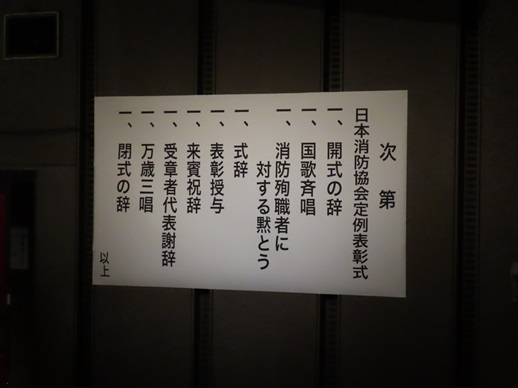 次第
日本消防協会定例表彰式
一、開式の辞
一、国歌斉唱
一、消防殉職者に
対する黙とう
一、式辞
一、表彰授与
一、来賓祝辞
一、受章者代表謝辞
一、万歳三唱
一、閉式の辞
以上